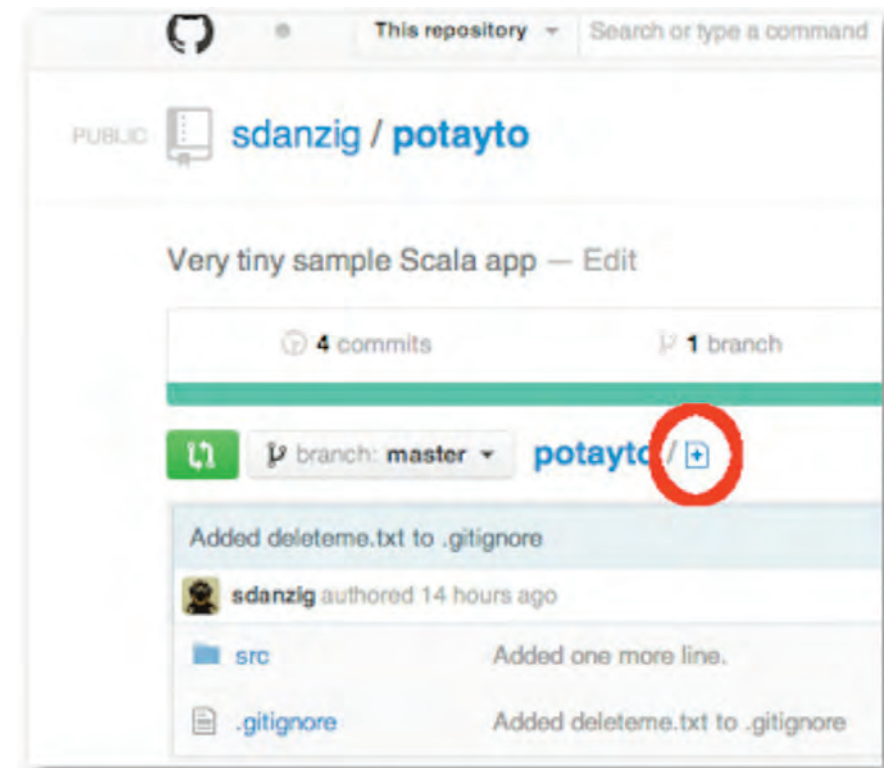 This repository Search or type a command
PUBLIC sdanzig / potayto
Very tiny sample Scala app — Edit
4 commits 1 branch
branch: master potayto /
Added deleteme.txt to .gitignore
sdanzig authored 14 hours ago
src Added one more line.
.gitignore Added deleteme.txt to .gitignore